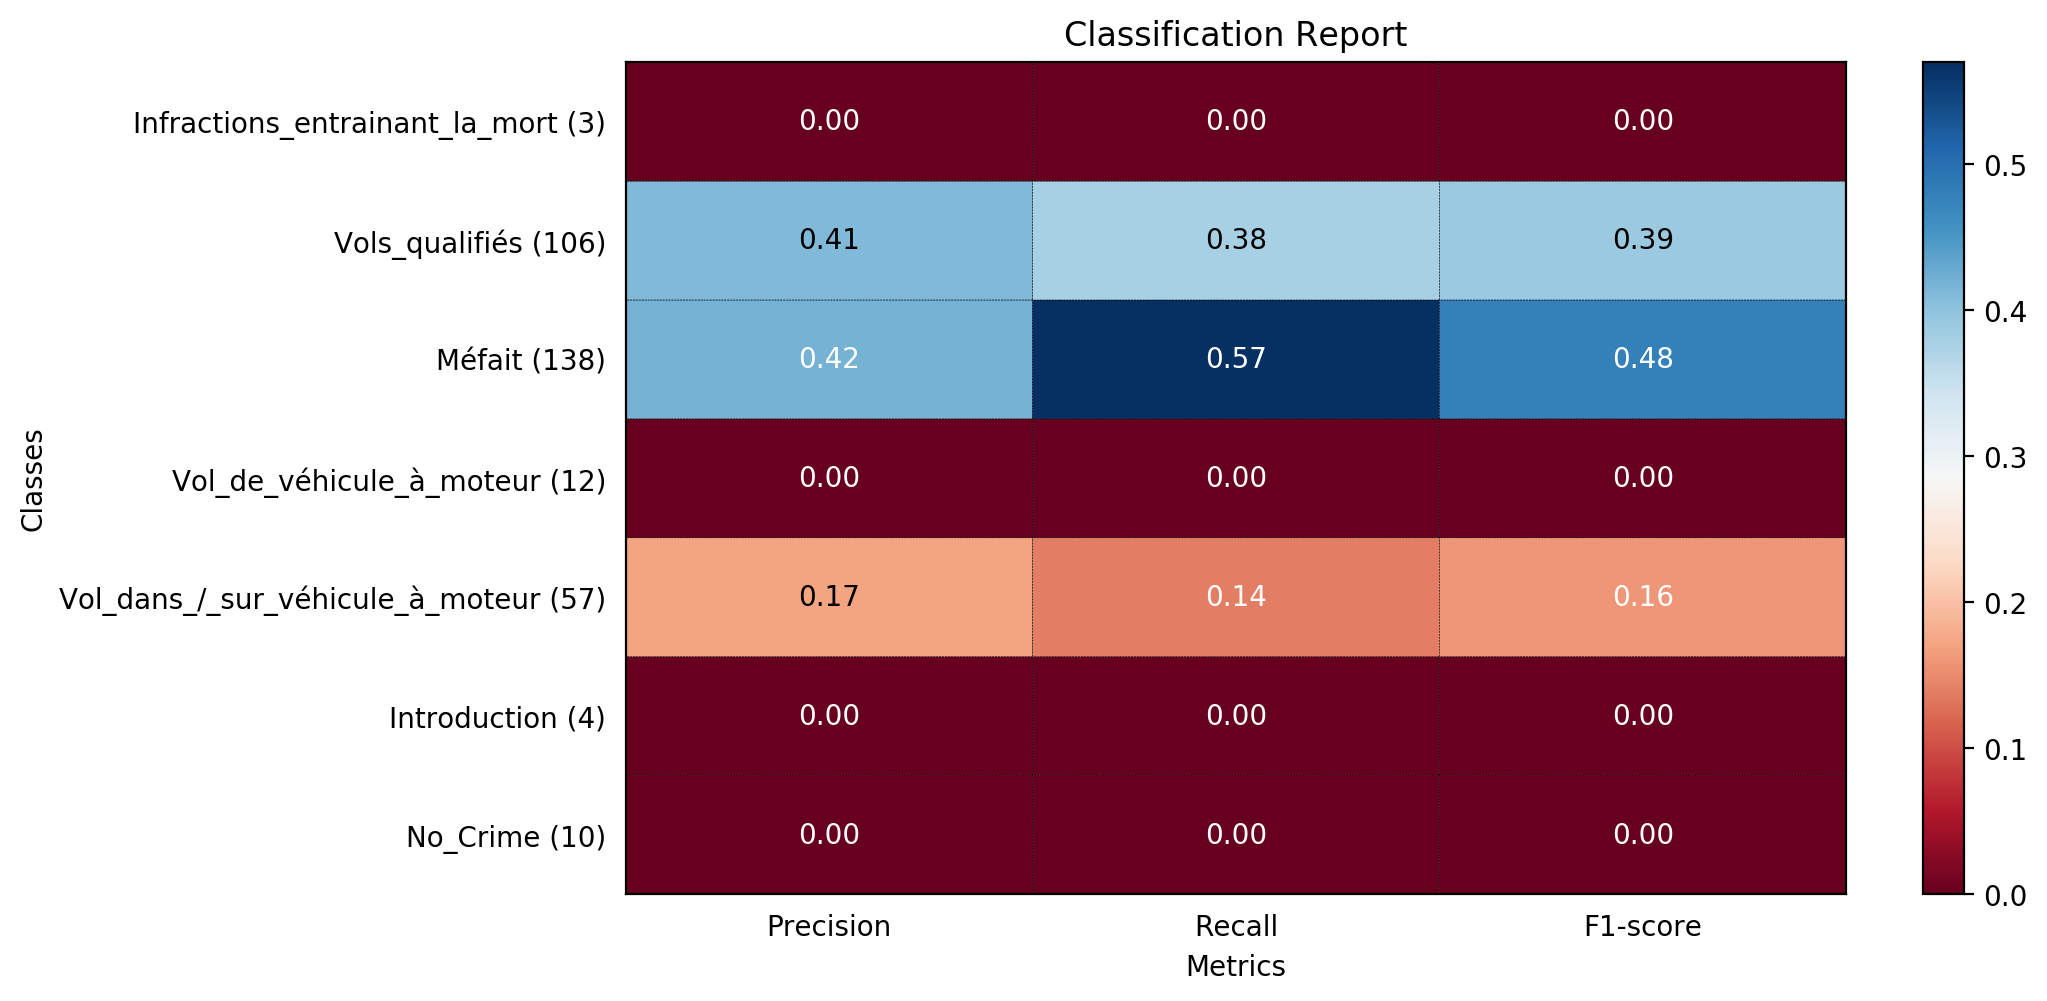 Classification Report
Infractions_entrainant_la_mort (3) 0.00 0.00 0.00
Vols_qualifiés (106) 0.41 0.38 0.39
Méfait (138) 0.42 0.57 0.48
Vol_de_véhicule_à_moteur (12) 0.00 0.00 0.00
Vol_dans_/_sur_véhicule_à_moteur (57) 0.17 0.14 0.16
Introduction (4) 0.00 0.00 0.00
No_Crime (10) 0.00 0.00 0.00
Precision Recall F1-score
Metrics
Classes
0.5
0.4
0.3
0.2
0.1
0.0